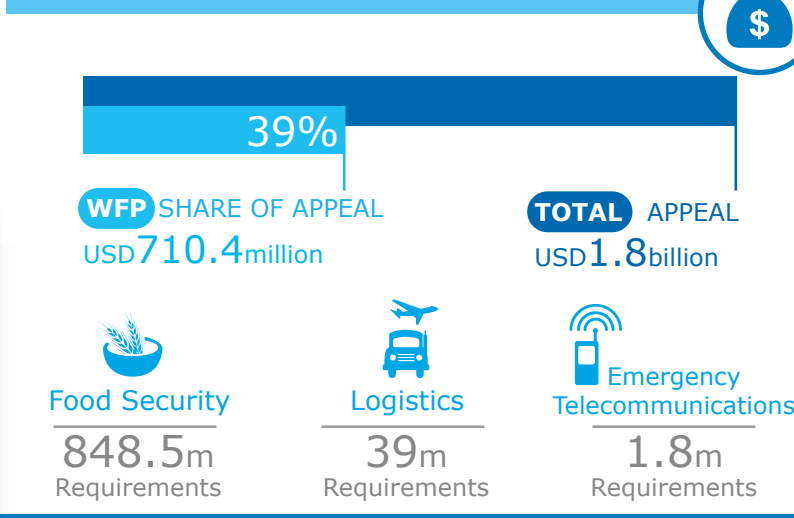 $
39%
WFP SHARE OF APPEAL
USD710.4million
TOTAL APPEAL
USD1.8billion
Food Security
848.5m
Requirements
Logistics
39m
Requirements
Emergency
Telecommunications
1.8m
Requirements